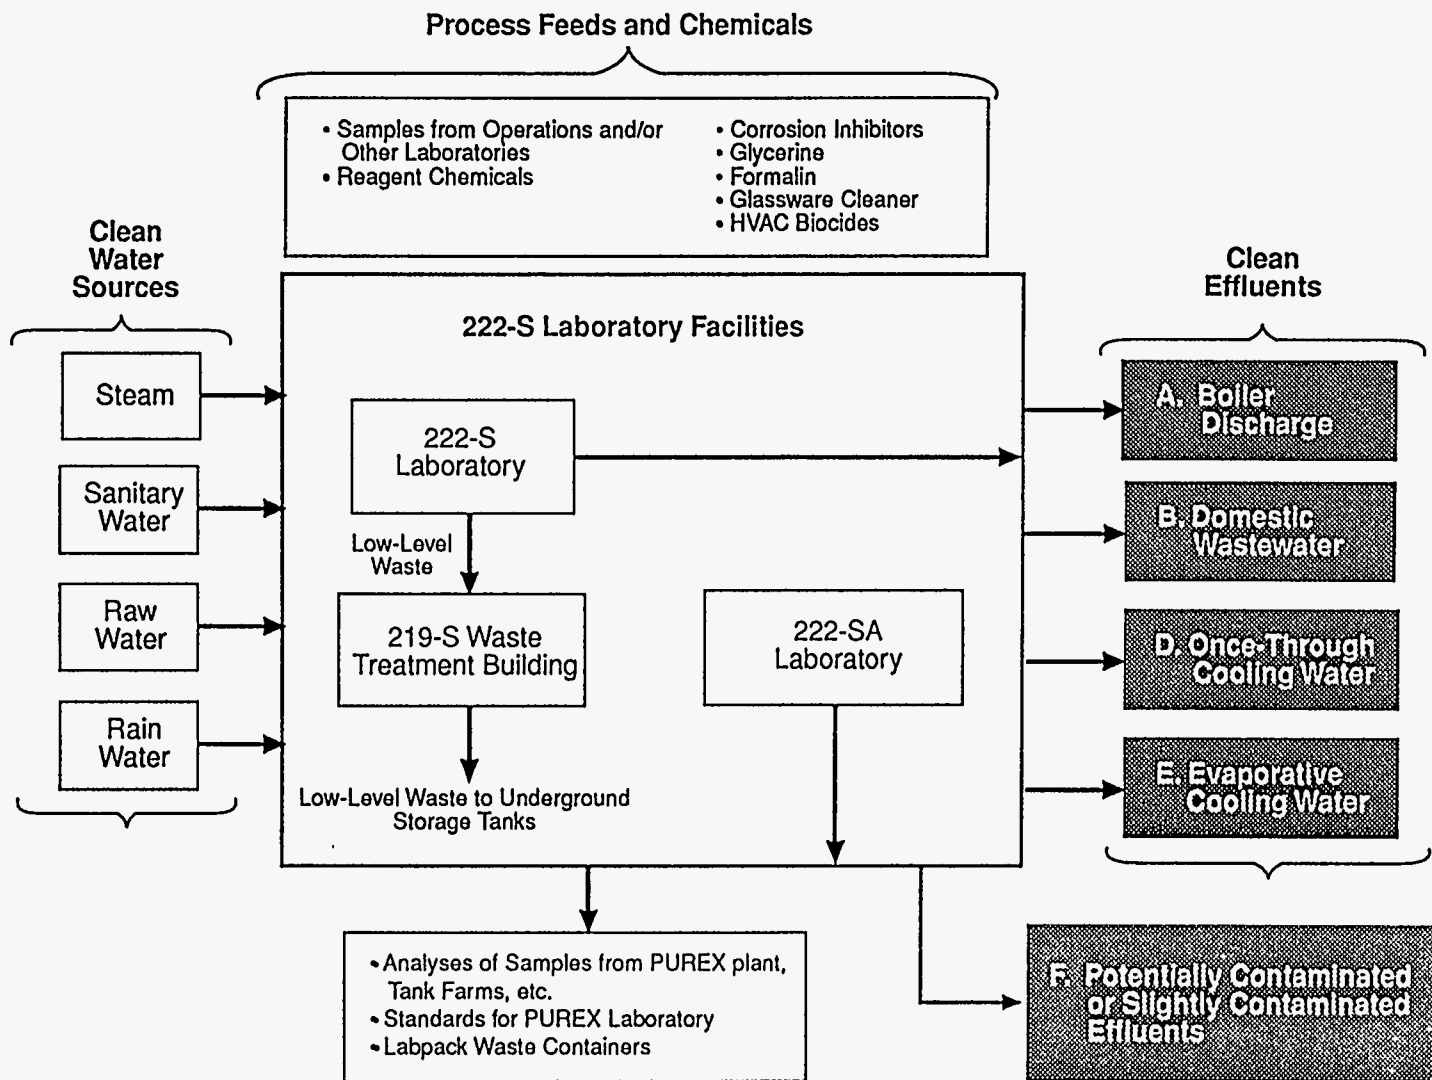 Process Feeds and Chemicals
• Samples from Operations and/or
Other Laboratories
• Reagent Chemicals
• Corrosion Inhibitors
• Glycerine
• Formalin
• Glassware Cleaner
• HVAC Biocides
Clean
Water
Sources
Steam
Sanitary
Water
Raw
Water
Rain
Water
222-S Laboratory Facilities
222-S
Laboratory
Low-Level
Waste
219-S Waste
Treatment Building
Low-Level Waste to Underground
Storage Tanks
222-SA
Laboratory
Clean
Effluents
A. Boiler
Discharge
B. Domestic
Wastewater
D. Once-Through
Cooling Water
E. Evaporative
Cooling Water
• Analyses of Samples from PUREX plant,
Tank Farms, etc.
• Standards for PUREX Laboratory
• Labpack Waste Containers
F. Potentially Contaminated
or Slightly Contaminated
Effluents